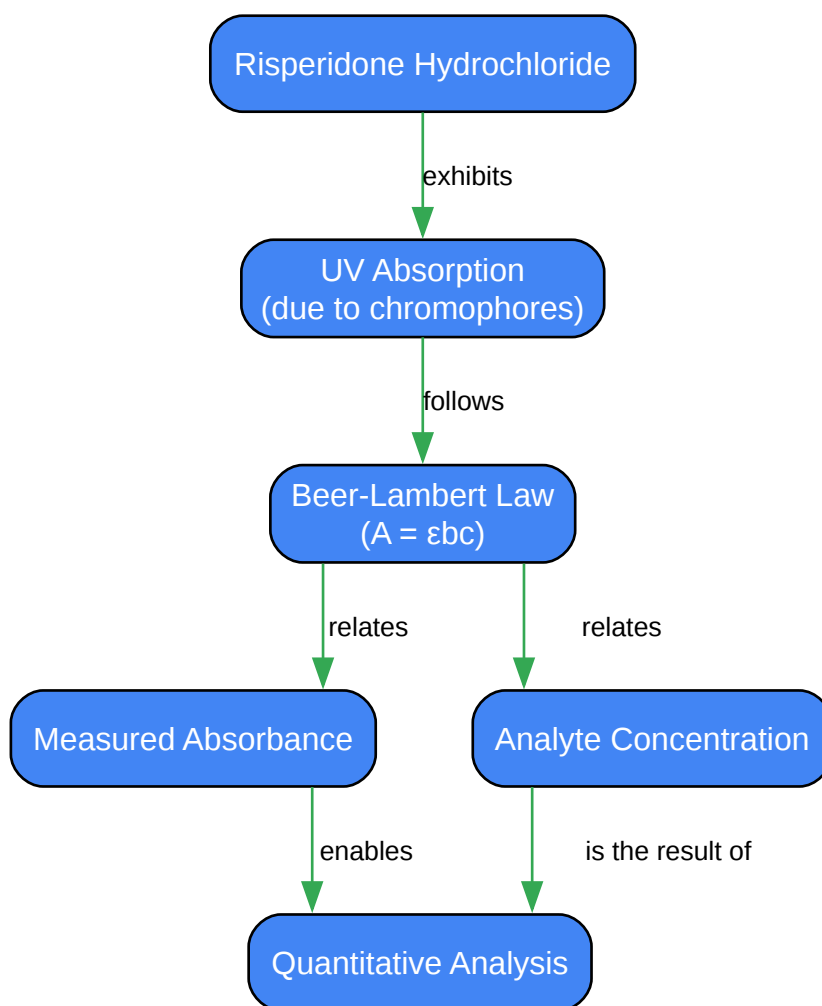 Risperidone Hydrochloride
exhibits
UV Absorption
(due to chromophores)
follows
Beer-Lambert Law
(A = εbc)
relates
relates
Measured Absorbance
Analyte Concentration
enables
is the result of
Quantitative Analysis